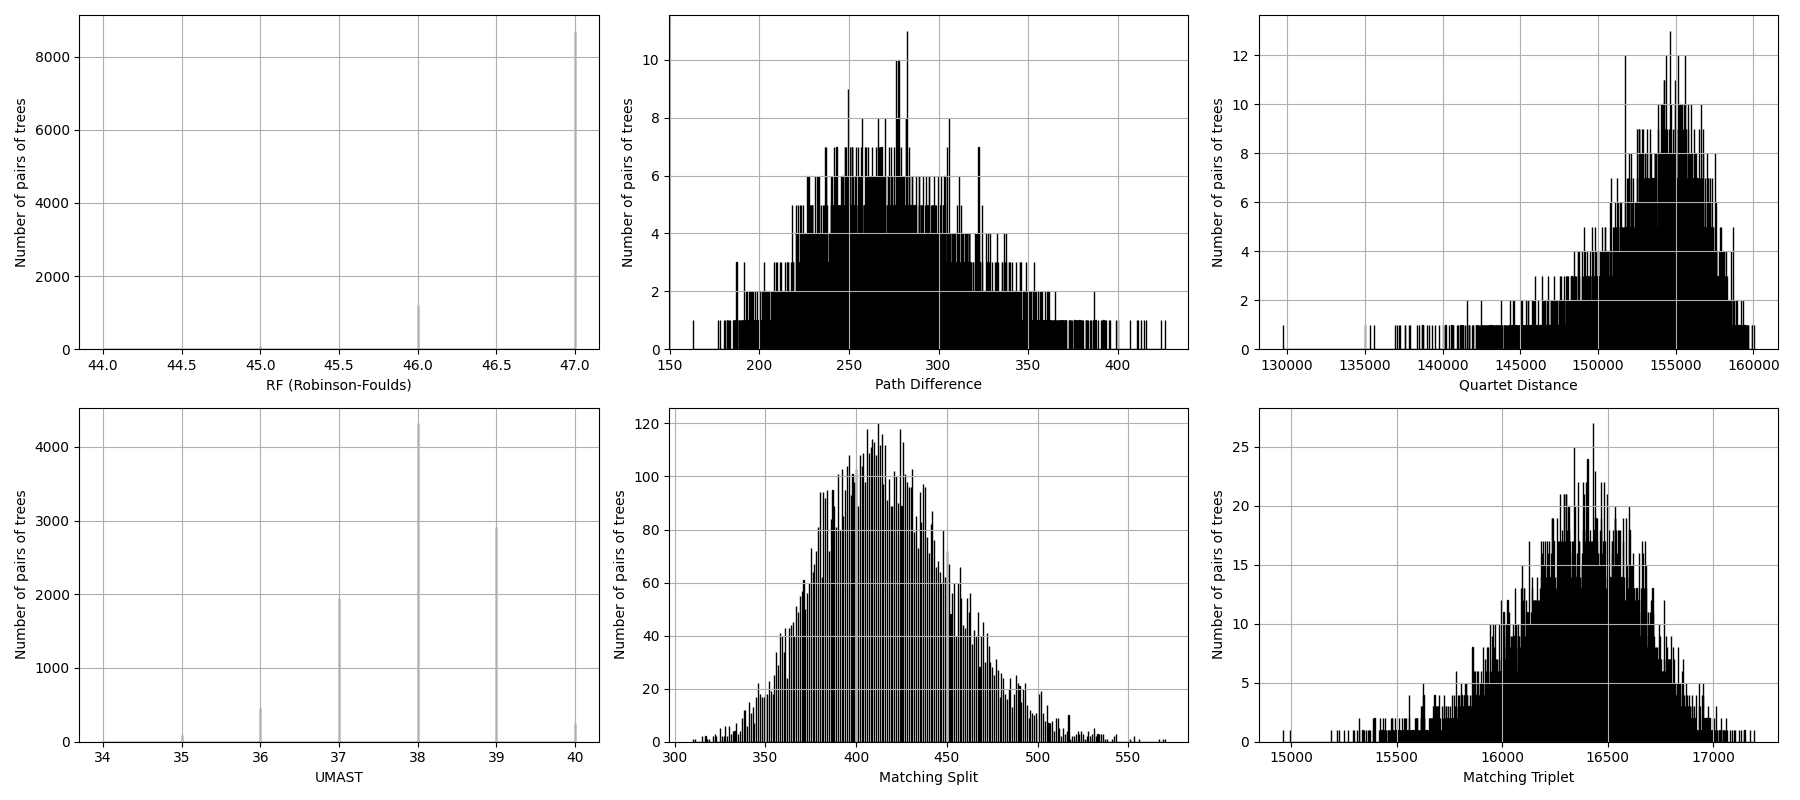 Number of pairs of trees
8000
6000
4000
2000
0
44.0 44.5 45.0 45.5 46.0 46.5 47.0
RF (Robinson-Foulds)
Number of pairs of trees
10
8
6
4
2
0
150 200 250 300 350 400
Path Difference
Number of pairs of trees
12
10
8
6
4
2
0
130000 135000 140000 145000 150000 155000 160000
Quartet Distance
Number of pairs of trees
4000
3000
2000
1000
0
34 35 36 37 38 39 40
UMAST
Number of pairs of trees
120
100
80
60
40
20
0
300 350 400 450 500 550
Matching Split
Number of pairs of trees
25
20
15
10
5
0
15000 15500 16000 16500 17000
Matching Triplet